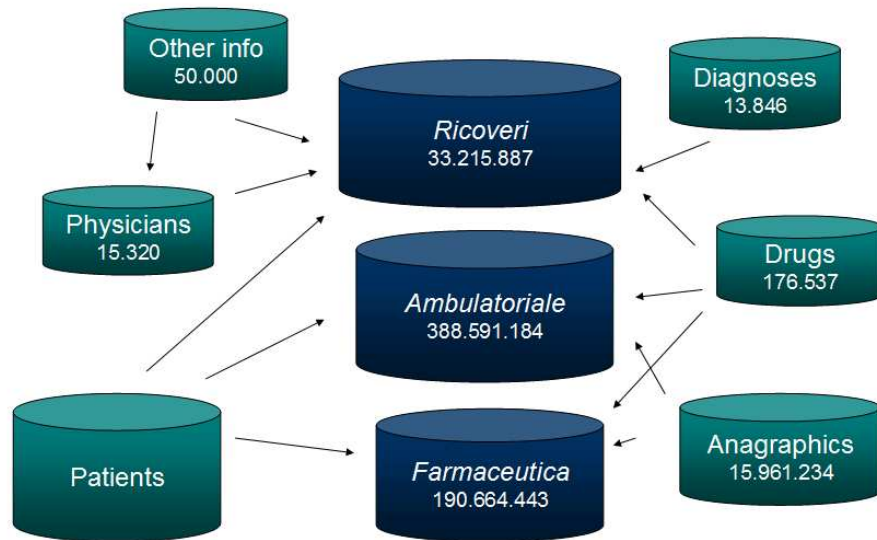 Other info
50.000
Ricoveri
33.215.887
Diagnoses
13.846
Physicians
15.320
Ambulatoriale
388.591.184
Drugs
176.537
Patients
Farmaceutica
190.664.443
Anagraphics
15.961.234